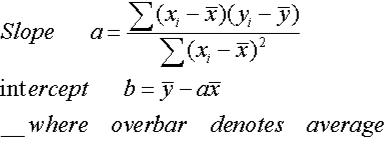 Slope a = ∑(xᵢ − x̄)(yᵢ − ȳ) / ∑(xᵢ − x̄)²
intercept b = ȳ − ax̄
__where overbar denotes average